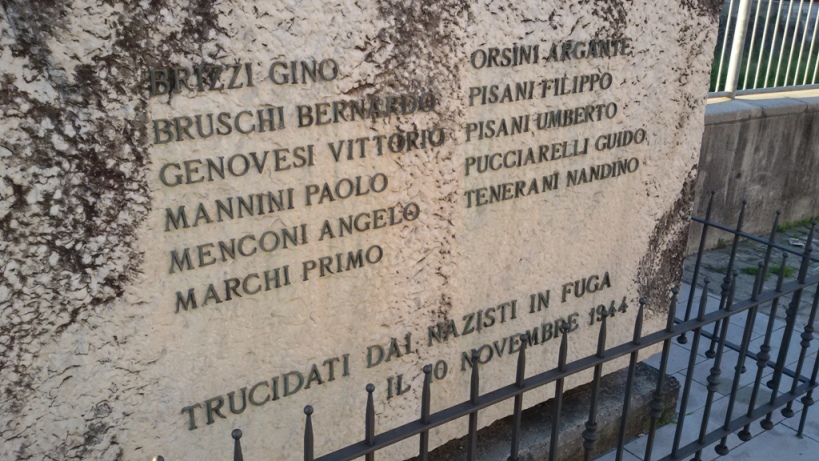 BRIZZI GINO
BRUSCHI BERNARDO
GENOVESI VITTORIO
MANNINI PAOLO
MENCONI ANGELO
MARCHI PRIMO
ORSINI ARGANTE
PISANI FILIPPO
PISANI UMBERTO
PUCCIARELLI GUIDO
TENERANI NANDINO
TRUCIDATI DAI NAZISTI IN FUGA
IL 10 NOVEMBRE 1944